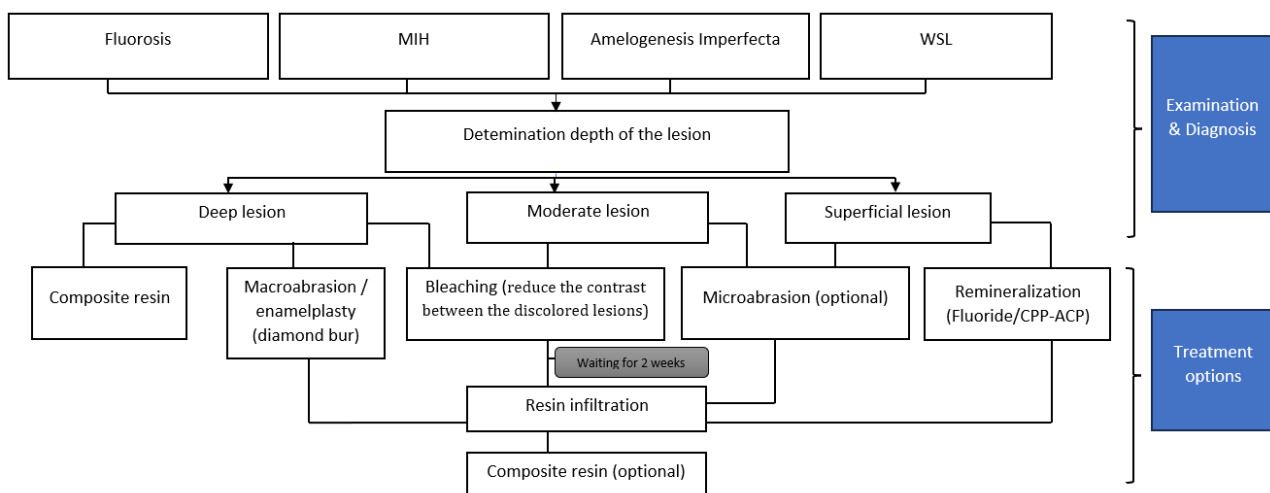 Fluorosis
MIH
Amelogenesis Imperfecta
WSL
Examination
& Diagnosis
Detemination depth of the lesion
Deep lesion
Moderate lesion
Superficial lesion
Composite resin
Macroabrasion /
enamelplasty
(diamond bur)
Bleaching (reduce the contrast
between the discolored lesions)
Microabrasion (optional)
Remineralization
(Fluoride/CPP-ACP)
Waiting for 2 weeks
Treatment
options
Resin infiltration
Composite resin (optional)